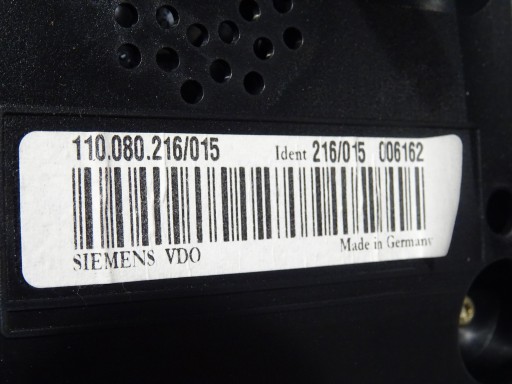 110.080.216/015 Ident 216/015 006162
SIEMENS VDO Made in Germany